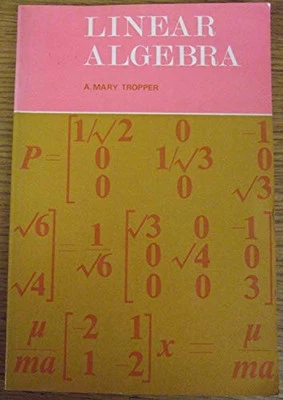 LINEAR
ALGEBRA
A. MARY TROPPER
1/√2 0 -1
P = 0 1/√3 0
0 0 √3
√6 1 √3 0 -1
= 0 √4 0
√4 √6 0 0 3
μ -2 1 x = μ
ma 1 -2 ma